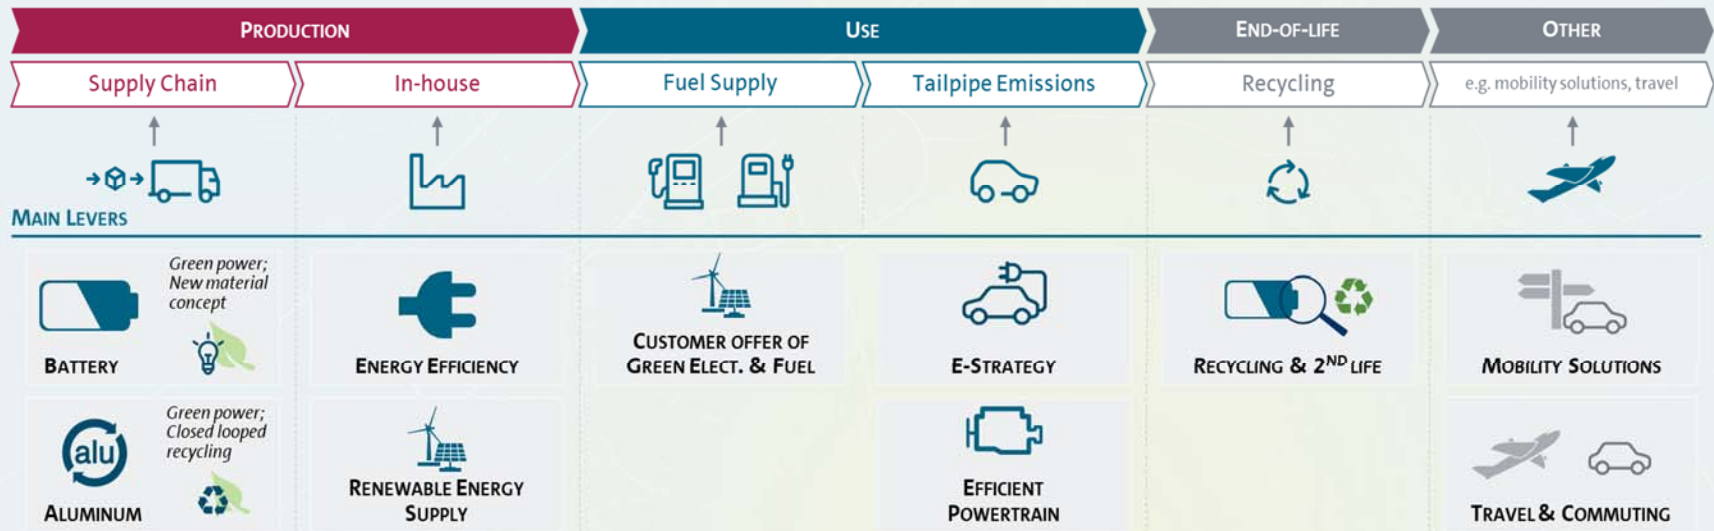 PRODUCTION
USE
END-OF-LIFE
OTHER
Supply Chain
In-house
Fuel Supply
Tailpipe Emissions
Recycling
e.g. mobility solutions, travel
MAIN LEVERS
Green power;
New material
concept
BATTERY
ENERGY EFFICIENCY
CUSTOMER OFFER OF
GREEN ELECT. & FUEL
E-STRATEGY
RECYCLING & 2ND LIFE
MOBILITY SOLUTIONS
alu
Green power;
Closed looped
recycling
ALUMINUM
RENEWABLE ENERGY
SUPPLY
EFFICIENT
POWERTRAIN
TRAVEL & COMMUTING